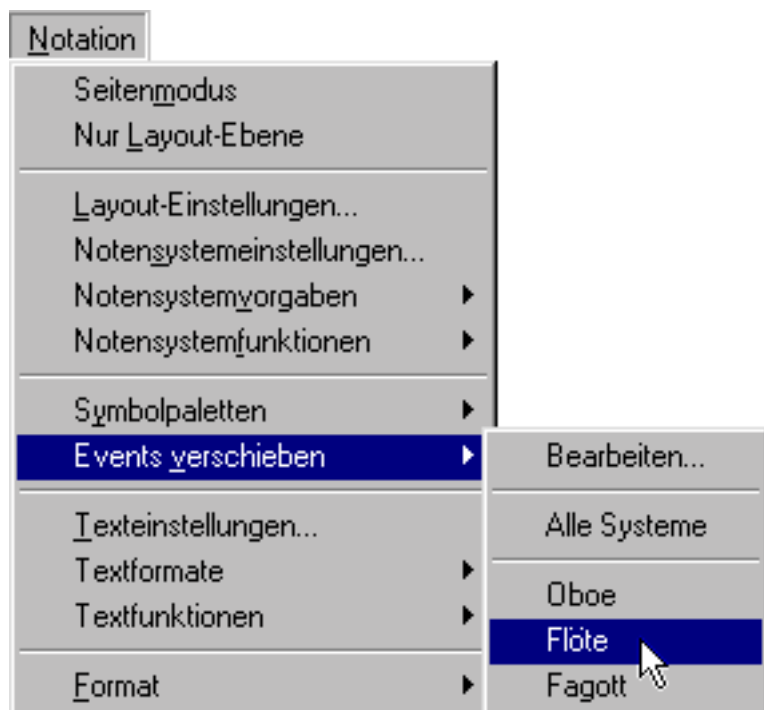 Notation
Seitenmodus
Nur Layout-Ebene
Layout-Einstellungen...
Notensystemeinstellungen...
Notensystemvorgaben
Notensystemfunktionen
Symbolpaletten
Events verschieben
Bearbeiten...
Alle Systeme
Texteinstellungen...
Textformate
Textfunktionen
Format
Oboe
Flöte
Fagott